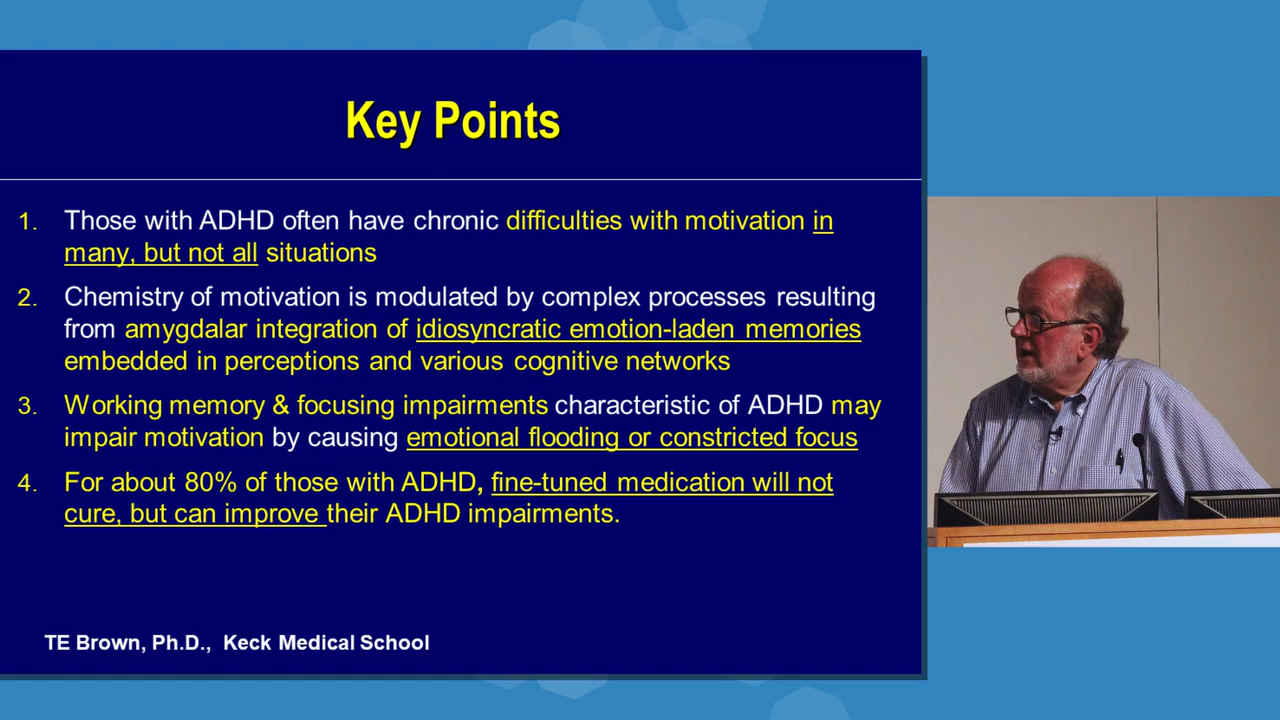 Key Points
1. Those with ADHD often have chronic difficulties with motivation in
many, but not all situations
2. Chemistry of motivation is modulated by complex processes resulting
from amygdalar integration of idiosyncratic emotion-laden memories
embedded in perceptions and various cognitive networks
3. Working memory & focusing impairments characteristic of ADHD may
impair motivation by causing emotional flooding or constricted focus
4. For about 80% of those with ADHD, fine-tuned medication will not
cure, but can improve their ADHD impairments.
TE Brown, Ph.D., Keck Medical School